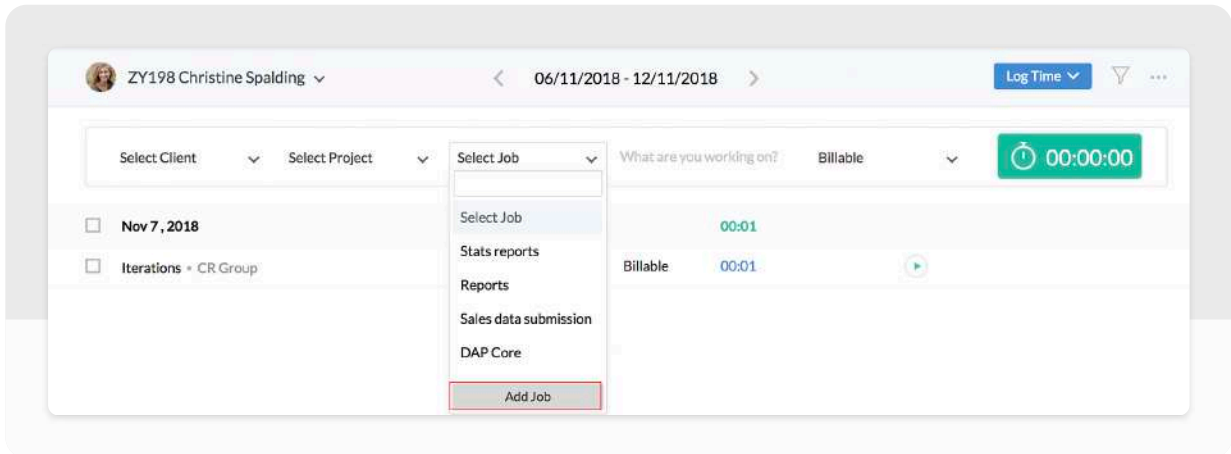 ZY198 Christine Spalding 06/11/2018 - 12/11/2018 Log Time
Select Client Select Project Select Job What are you working on? Billable 00:00:00
Select Job
Nov 7 , 2018 00:01
Stats reports
Iterations • CR Group Billable 00:01
Reports
Sales data submission
DAP Core
Add Job